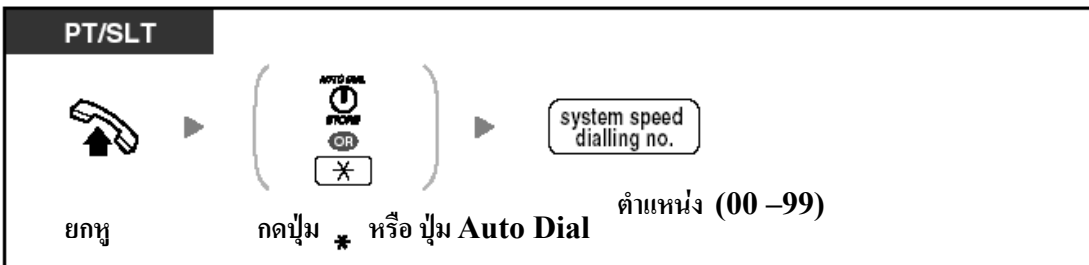 PT/SLT
AUTO DIAL
STORE
OR
*
system speed
dialling no.
ยกหู
กดปุ่ม * หรือ ปุ่ม Auto Dial
ตำแหน่ง (00 –99)